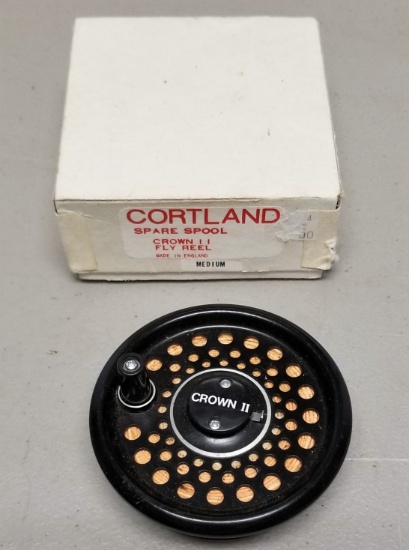 CORTLAND
SPARE SPOOL
CROWN II
FLY REEL
MADE IN ENGLAND
MEDIUM
CROWN II